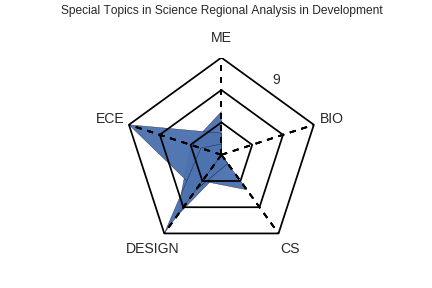 Special Topics in Science Regional Analysis in Development
ME
9
ECE
BIO
DESIGN
CS